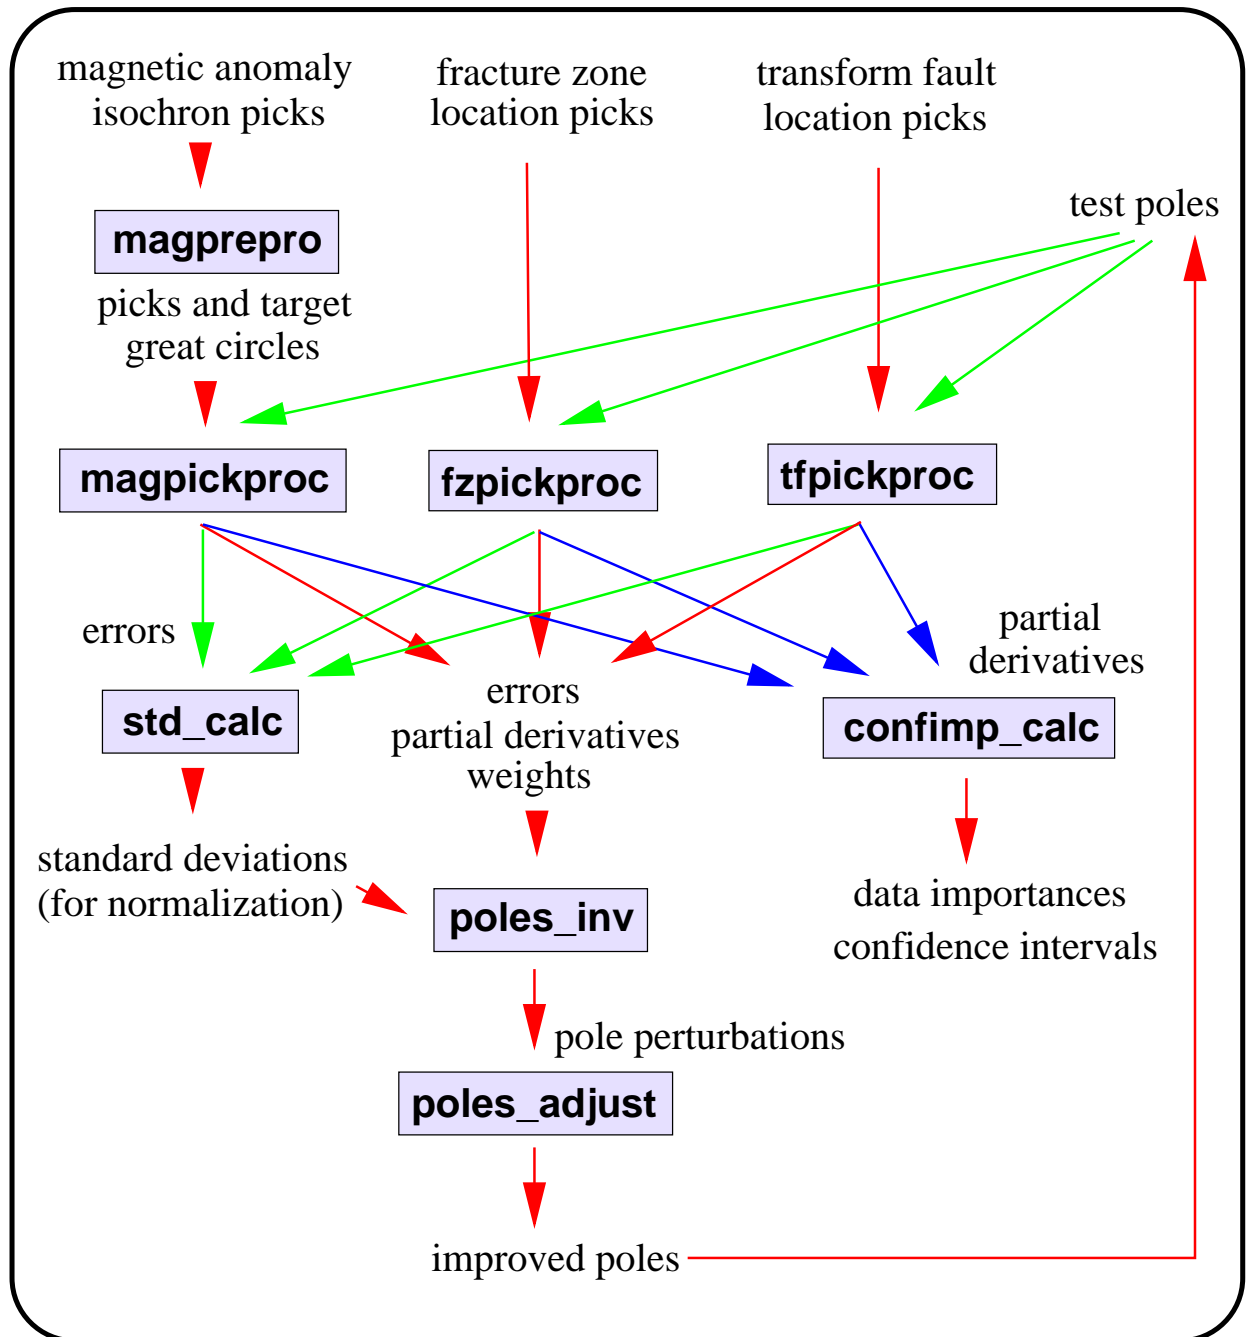 magnetic anomaly
isochron picks
fracture zone
location picks
transform fault
location picks
test poles
magprepro
picks and target
great circles
magpickproc
fzpickproc
tfpickproc
errors
partial
derivatives
std_calc
errors
partial derivatives
weights
confimp_calc
standard deviations
(for normalization)
poles_inv
data importances
confidence intervals
pole perturbations
poles_adjust
improved poles